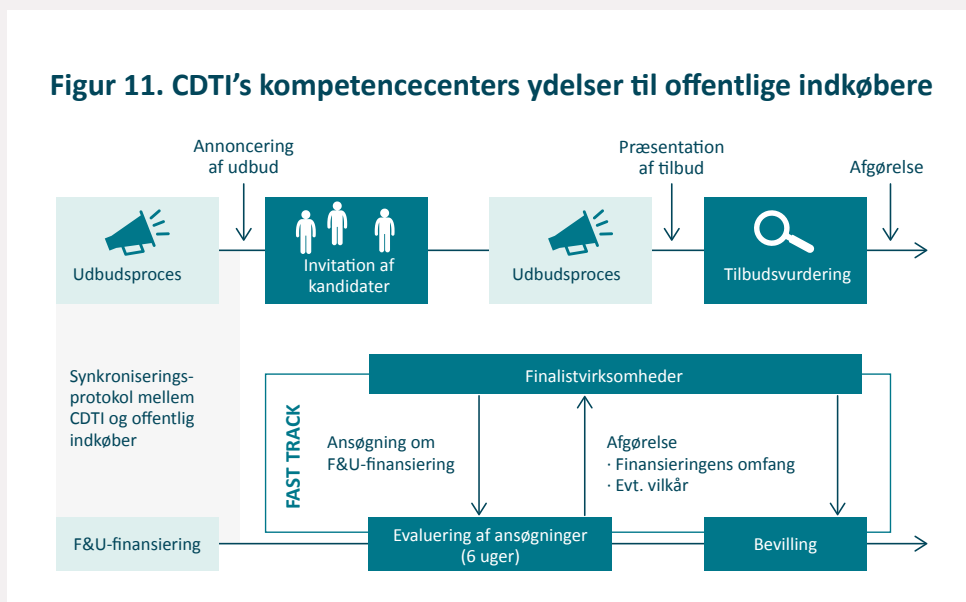 Figur 11. CDTI's kompetencecenters ydelser til offentlige indkøbere
Annoncering
af udbud
Præsentation
af tilbud
Afgørelse
Udbudsproces
Invitation af
kandidater
Udbudsproces
Tilbudsvurdering
Synkroniserings-
protokol mellem
CDTI og offentlig
indkøber
FAST TRACK
Finalistvirksomheder
Ansøgning om
F&U-finansiering
Afgørelse
· Finansieringens omfang
· Evt. vilkår
F&U-finansiering
Evaluering af ansøgninger
(6 uger)
Bevilling